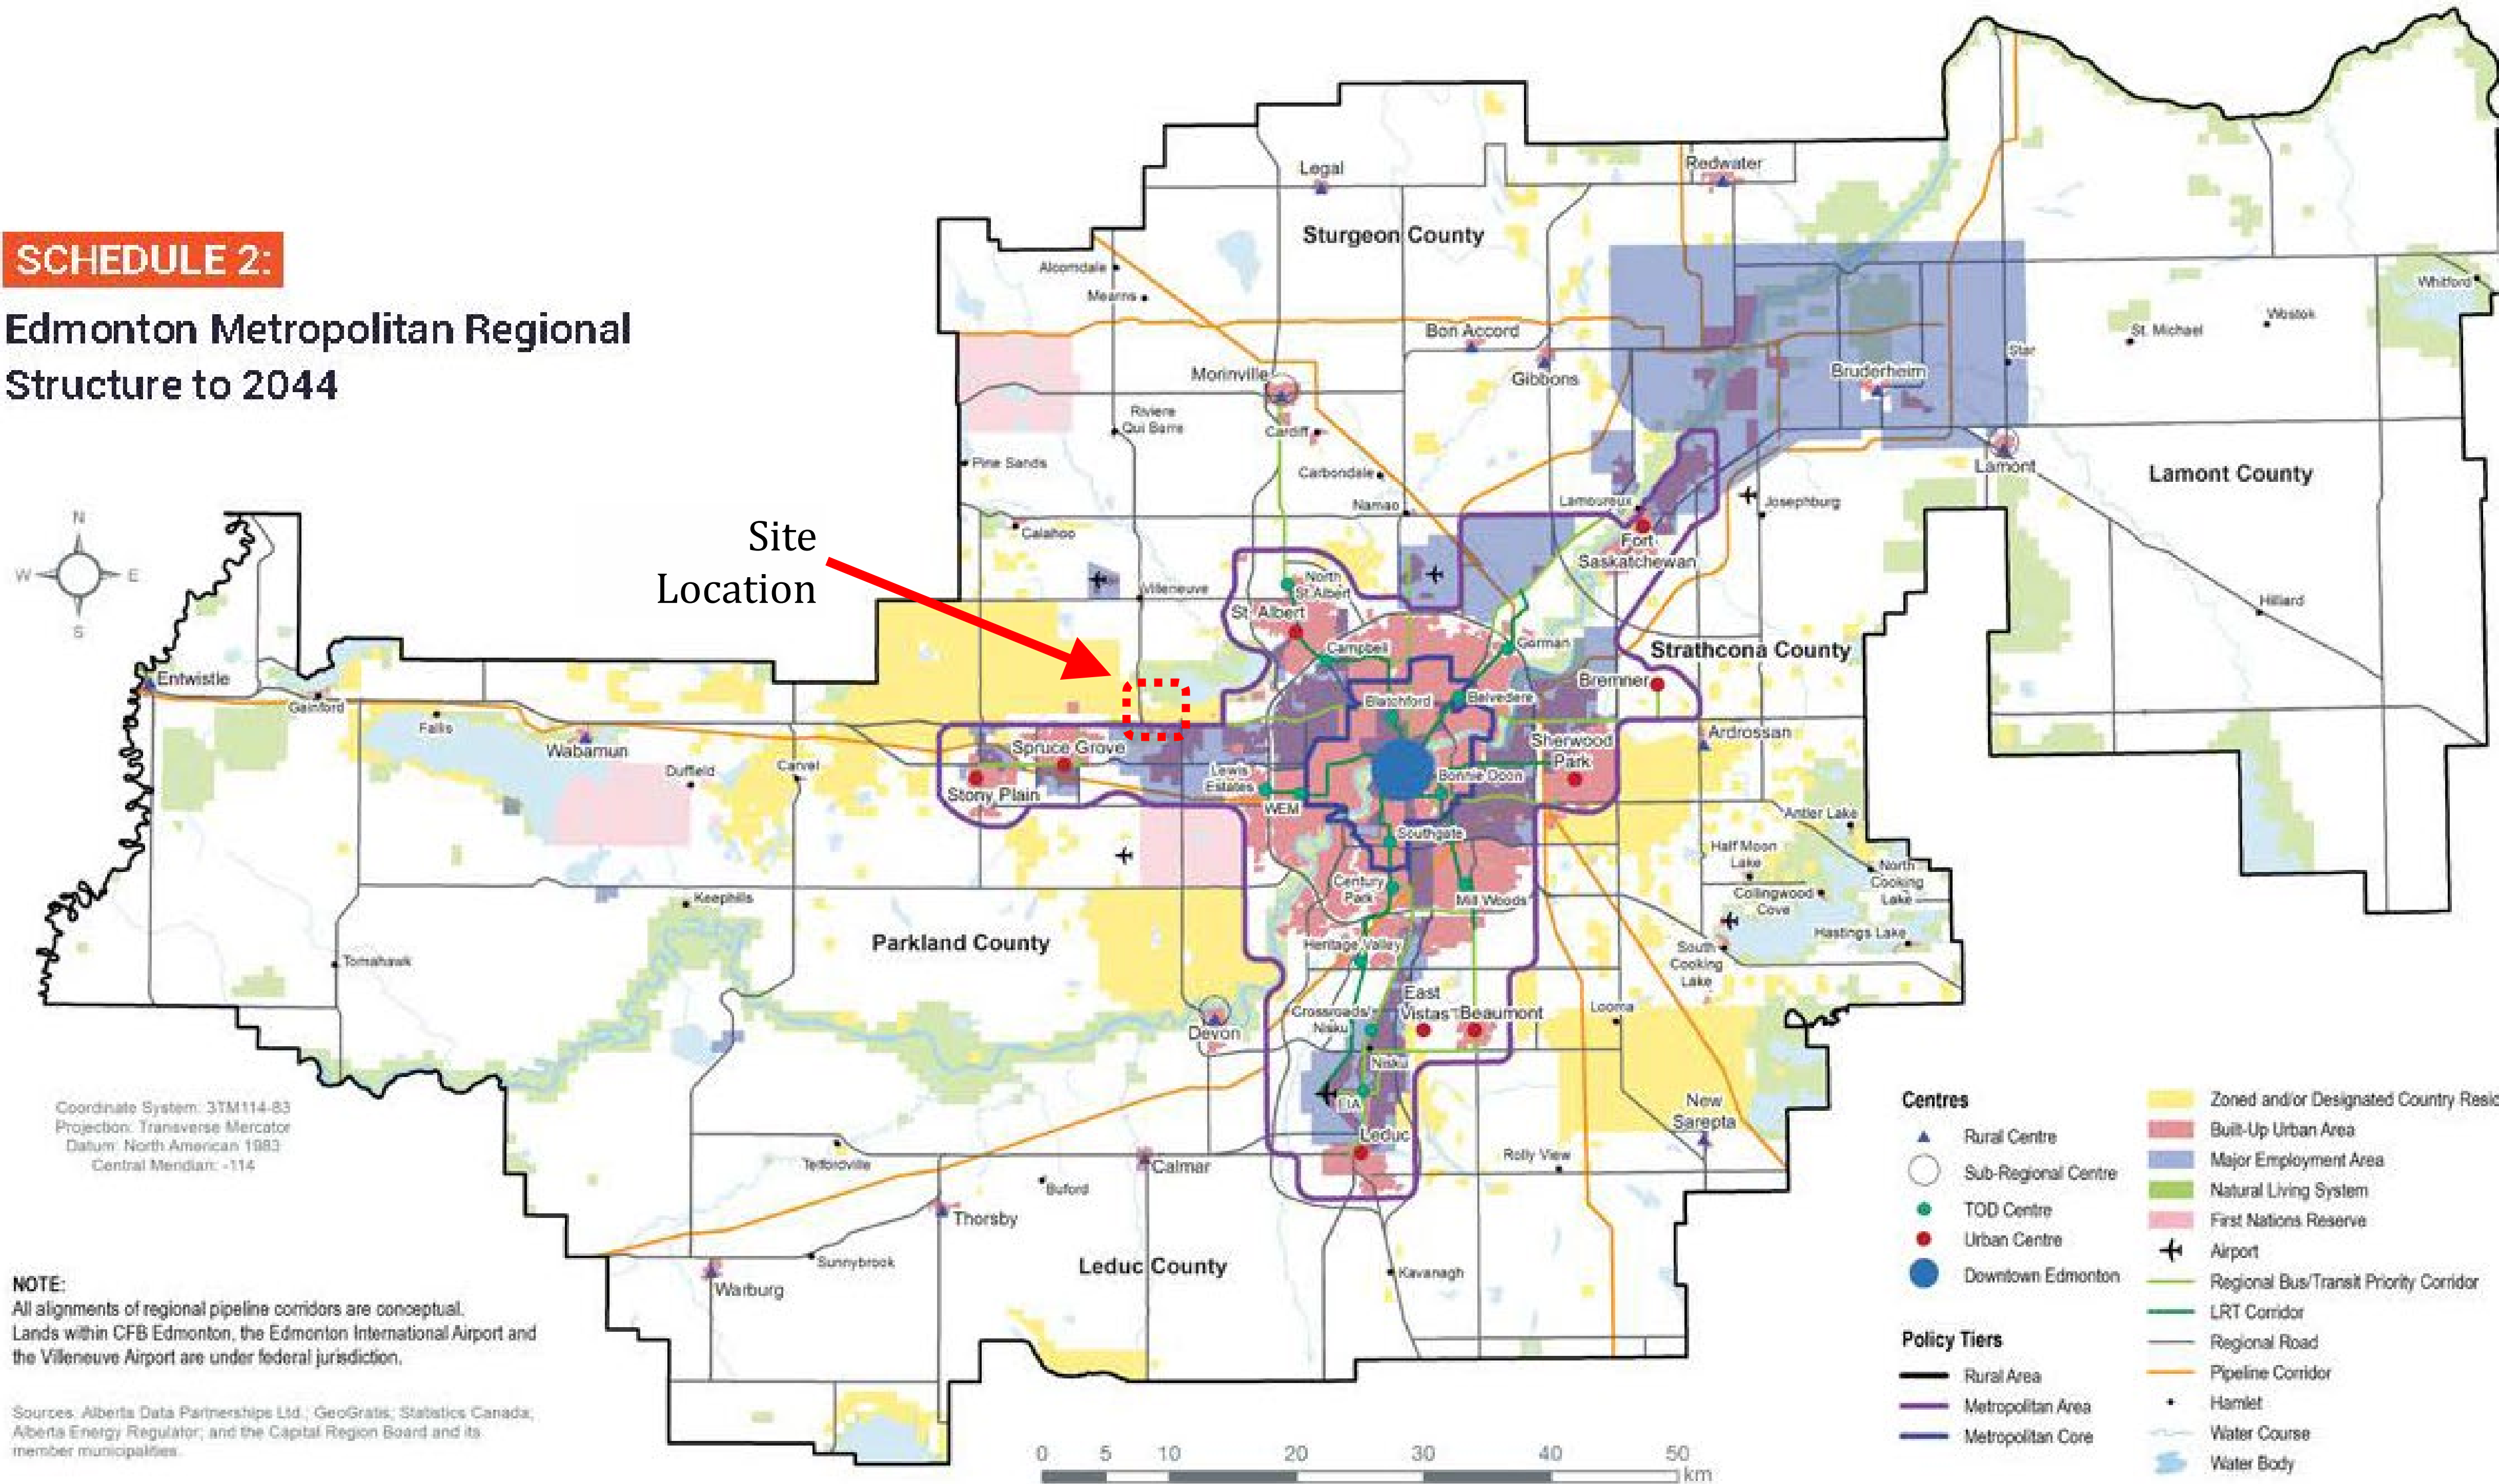 SCHEDULE 2:
Edmonton Metropolitan Regional
Structure to 2044
Site
Location
N
W
E
S
Legal
Redwater
Sturgeon County
Alcomdale
Mearns
Whitford
Wostok
St. Michael
Star
Bon Accord
Gibbons
Bruderheim
Morinville
Riviere
Qui Barre
Cardiff
Pine Sands
Carbondale
Lamont
Lamont County
Namao
Lamoureux
Josephburg
Calahoo
Fort
Saskatchewan
Villeneuve
North
St. Albert
St. Albert
Hilliard
Campbell
Gorman
Strathcona County
Entwistle
Gainford
Fallis
Wabamun
Duffield
Carvel
Spruce Grove
Stony Plain
Blatchford
Belvedere
Bremner
Ardrossan
Sherwood
Park
Lewis
Estates
WEM
Bonnie Doon
Southgate
Antler Lake
Half Moon
Lake
North
Cooking
Lake
Collingwood
Cove
Hastings Lake
South
Cooking
Lake
Keephills
Century
Park
Mill Woods
Parkland County
Heritage Valley
Tomahawk
Devon
Crossroads/
Nisku
East
Vistas
Beaumont
Looma
Nisku
EIA
New
Sarepta
Leduc
Rolly View
Telfordville
Calmar
Buford
Thorsby
Sunnybrook
Warburg
Leduc County
Kavanagh
Coordinate System: 3TM114-83
Projection: Transverse Mercator
Datum: North American 1983
Central Meridian: -114
NOTE:
All alignments of regional pipeline corridors are conceptual.
Lands within CFB Edmonton, the Edmonton International Airport and
the Villeneuve Airport are under federal jurisdiction.
Sources: Alberta Data Partnerships Ltd.; GeoGratis; Statistics Canada;
Alberta Energy Regulator; and the Capital Region Board and its
member municipalities.
0 5 10 20 30 40 50
km
Centres
Rural Centre
Sub-Regional Centre
TOD Centre
Urban Centre
Downtown Edmonton
Policy Tiers
Rural Area
Metropolitan Area
Metropolitan Core
Zoned and/or Designated Country Resid
Built-Up Urban Area
Major Employment Area
Natural Living System
First Nations Reserve
Airport
Regional Bus/Transit Priority Corridor
LRT Corridor
Regional Road
Pipeline Corridor
Hamlet
Water Course
Water Body